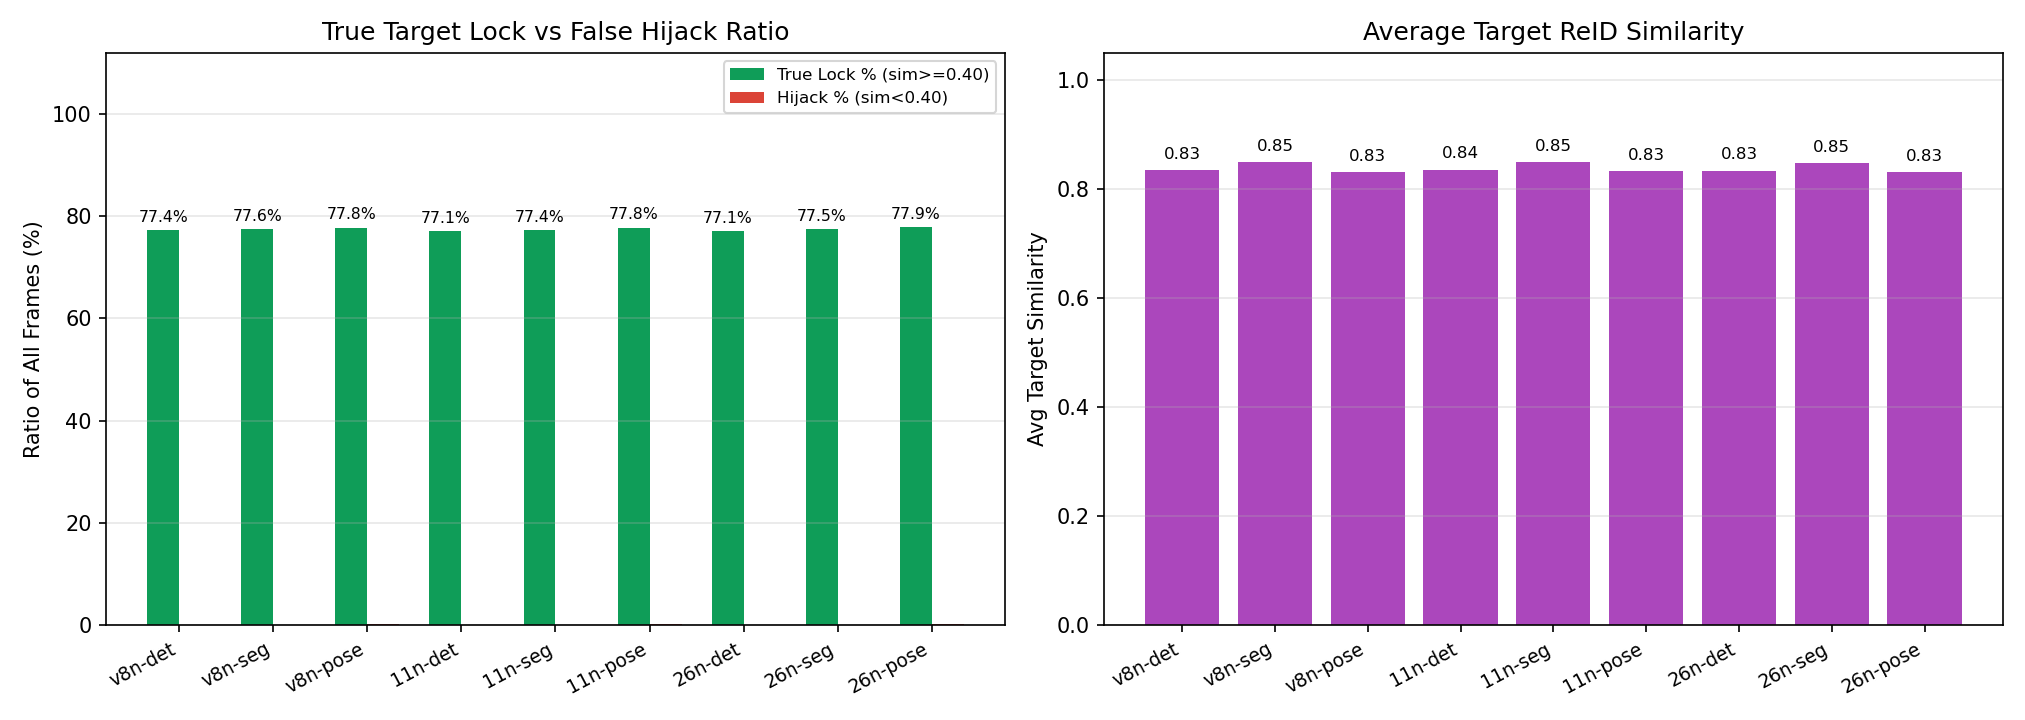 True Target Lock vs False Hijack Ratio
True Lock % (sim>=0.40)
Hijack % (sim<0.40)
Ratio of All Frames (%)
100
80
60
40
20
0
77.4%
77.6%
77.8%
77.1%
77.4%
77.8%
77.1%
77.5%
77.9%
v8n-det
v8n-seg
v8n-pose
11n-det
11n-seg
11n-pose
26n-det
26n-seg
26n-pose
Average Target ReID Similarity
Avg Target Similarity
1.0
0.8
0.6
0.4
0.2
0.0
0.83
0.85
0.83
0.84
0.85
0.83
0.83
0.85
0.83
v8n-det
v8n-seg
v8n-pose
11n-det
11n-seg
11n-pose
26n-det
26n-seg
26n-pose